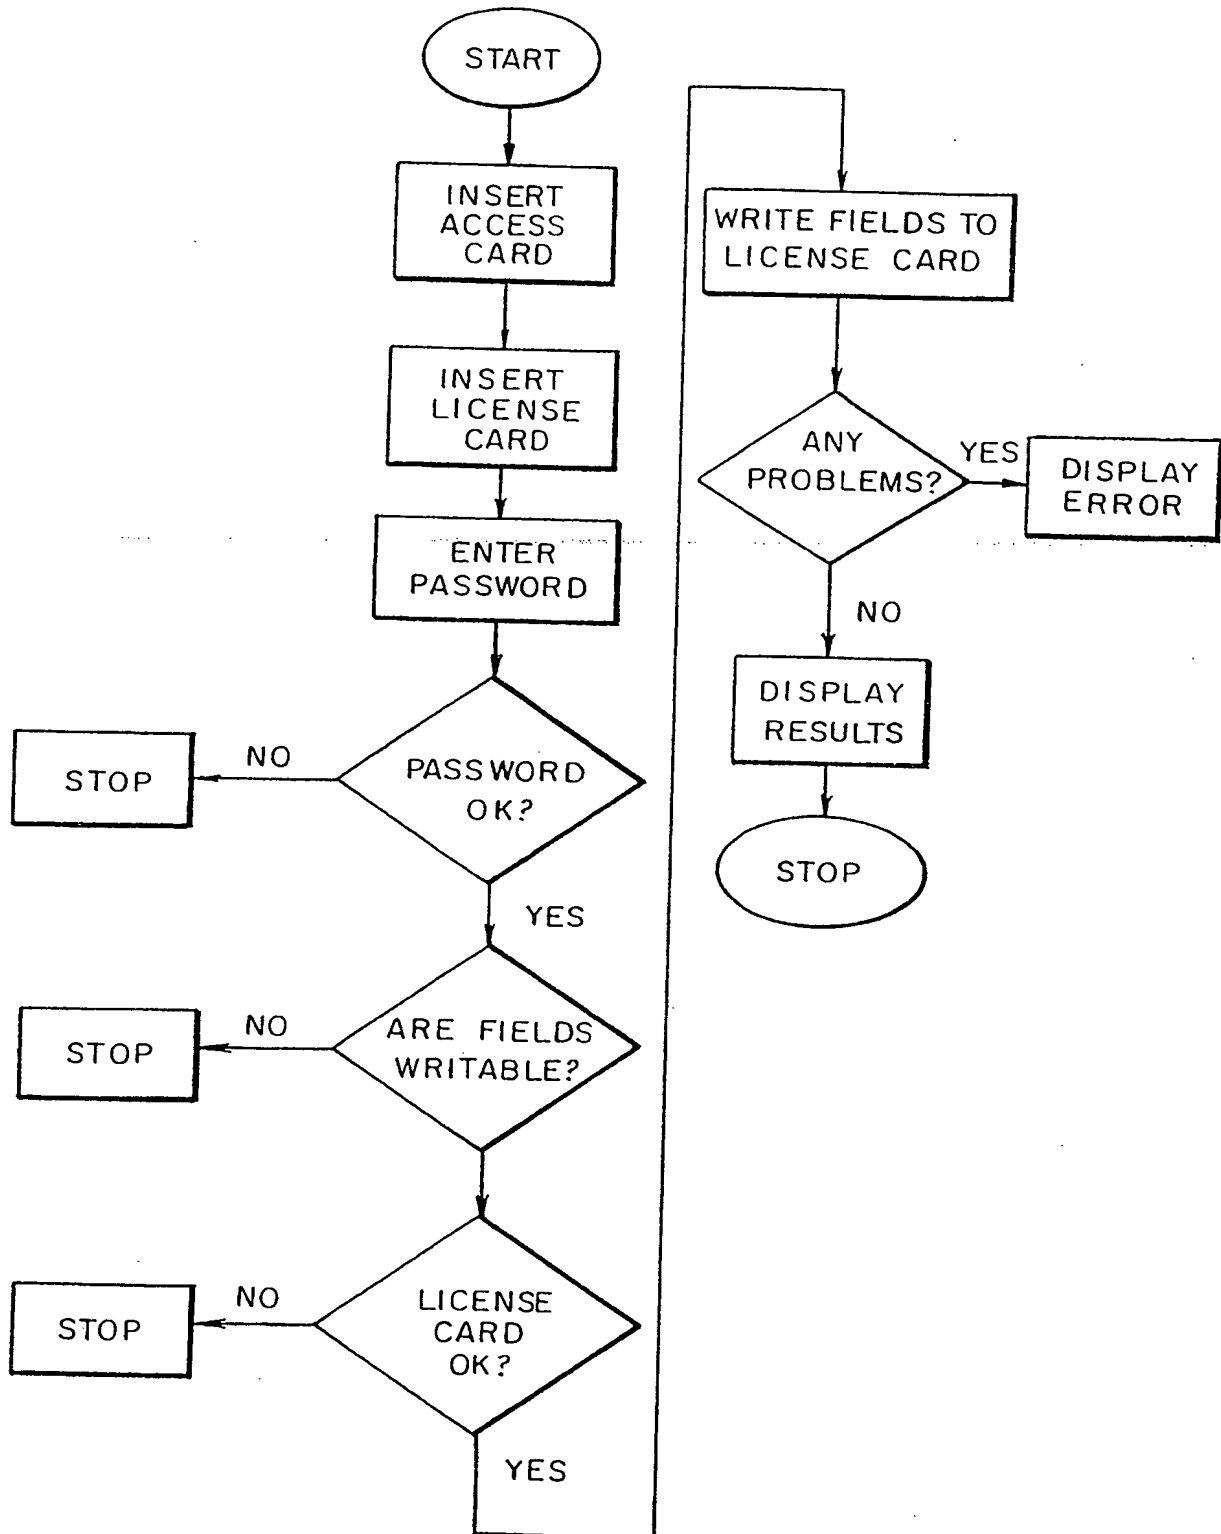 START
INSERT
ACCESS
CARD
INSERT
LICENSE
CARD
ENTER
PASSWORD
PASSWORD
OK?
NO
STOP
YES
ARE FIELDS
WRITABLE?
NO
STOP
LICENSE
CARD
OK?
NO
STOP
YES
WRITE FIELDS TO
LICENSE CARD
ANY
PROBLEMS?
YES
DISPLAY
ERROR
NO
DISPLAY
RESULTS
STOP